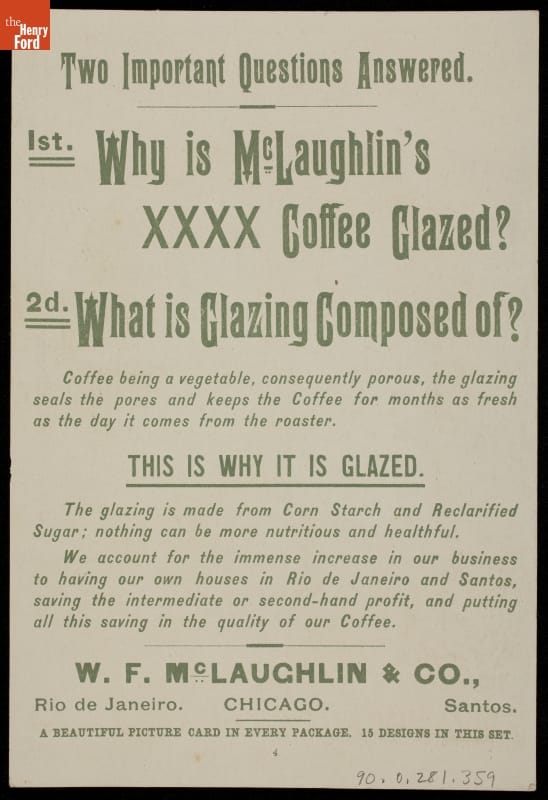 the
Henry
Ford
Two Important Questions Answered.
1st. Why is McLaughlin's
XXXX Coffee Glazed?
2d. What is Glazing Composed of?
Coffee being a vegetable, consequently porous, the glazing
seals the pores and keeps the Coffee for months as fresh
as the day it comes from the roaster.
THIS IS WHY IT IS GLAZED.
The glazing is made from Corn Starch and Reclarified
Sugar; nothing can be more nutritious and healthful.
We account for the immense increase in our business
to having our own houses in Rio de Janeiro and Santos,
saving the intermediate or second-hand profit, and putting
all this saving in the quality of our Coffee.
W. F. McLAUGHLIN & CO.,
Rio de Janeiro. CHICAGO. Santos.
A BEAUTIFUL PICTURE CARD IN EVERY PACKAGE. 15 DESIGNS IN THIS SET.
4
90.0.281.359